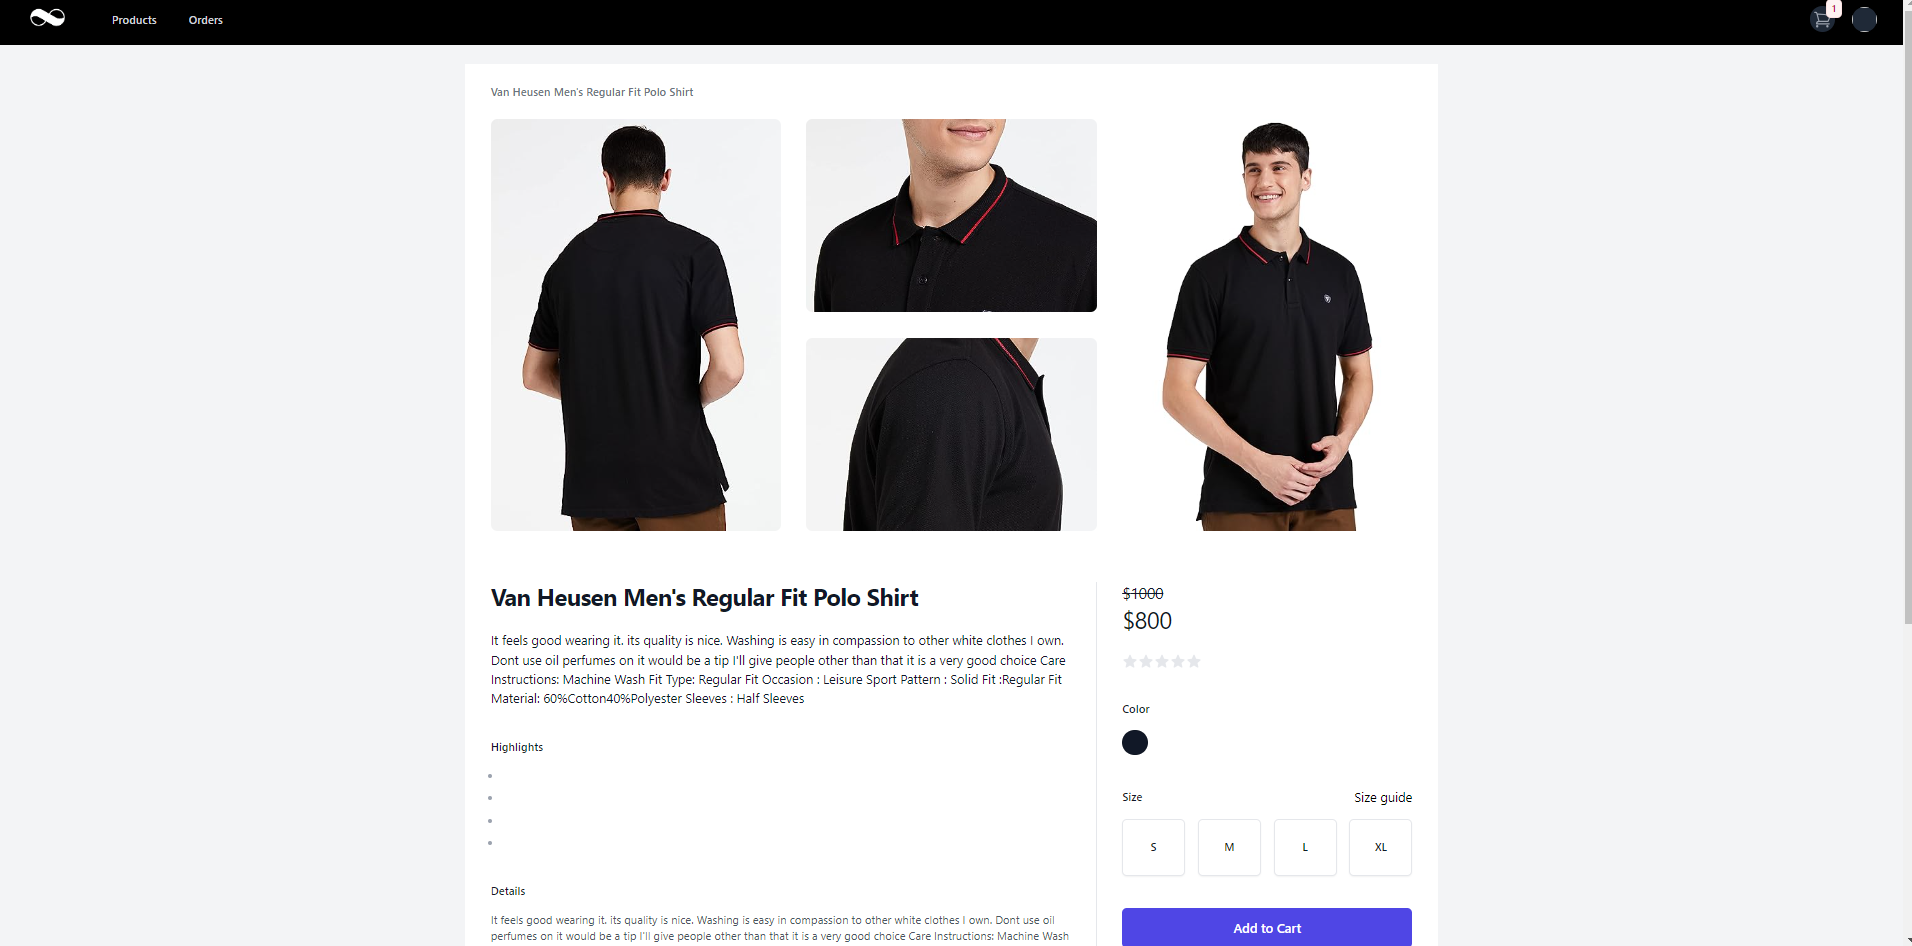 Products
Orders
1
Van Heusen Men's Regular Fit Polo Shirt
Van Heusen Men's Regular Fit Polo Shirt
It feels good wearing it. its quality is nice. Washing is easy in compassion to other white clothes I own.
Dont use oil perfumes on it would be a tip I'll give people other than that it is a very good choice Care
Instructions: Machine Wash Fit Type: Regular Fit Occasion : Leisure Sport Pattern : Solid Fit :Regular Fit
Material: 60%Cotton40%Polyester Sleeves : Half Sleeves
Highlights
Details
It feels good wearing it. its quality is nice. Washing is easy in compassion to other white clothes I own. Dont use oil
perfumes on it would be a tip I'll give people other than that it is a very good choice Care Instructions: Machine Wash
$1000
$800
Color
Size
Size guide
S
M
L
XL
Add to Cart